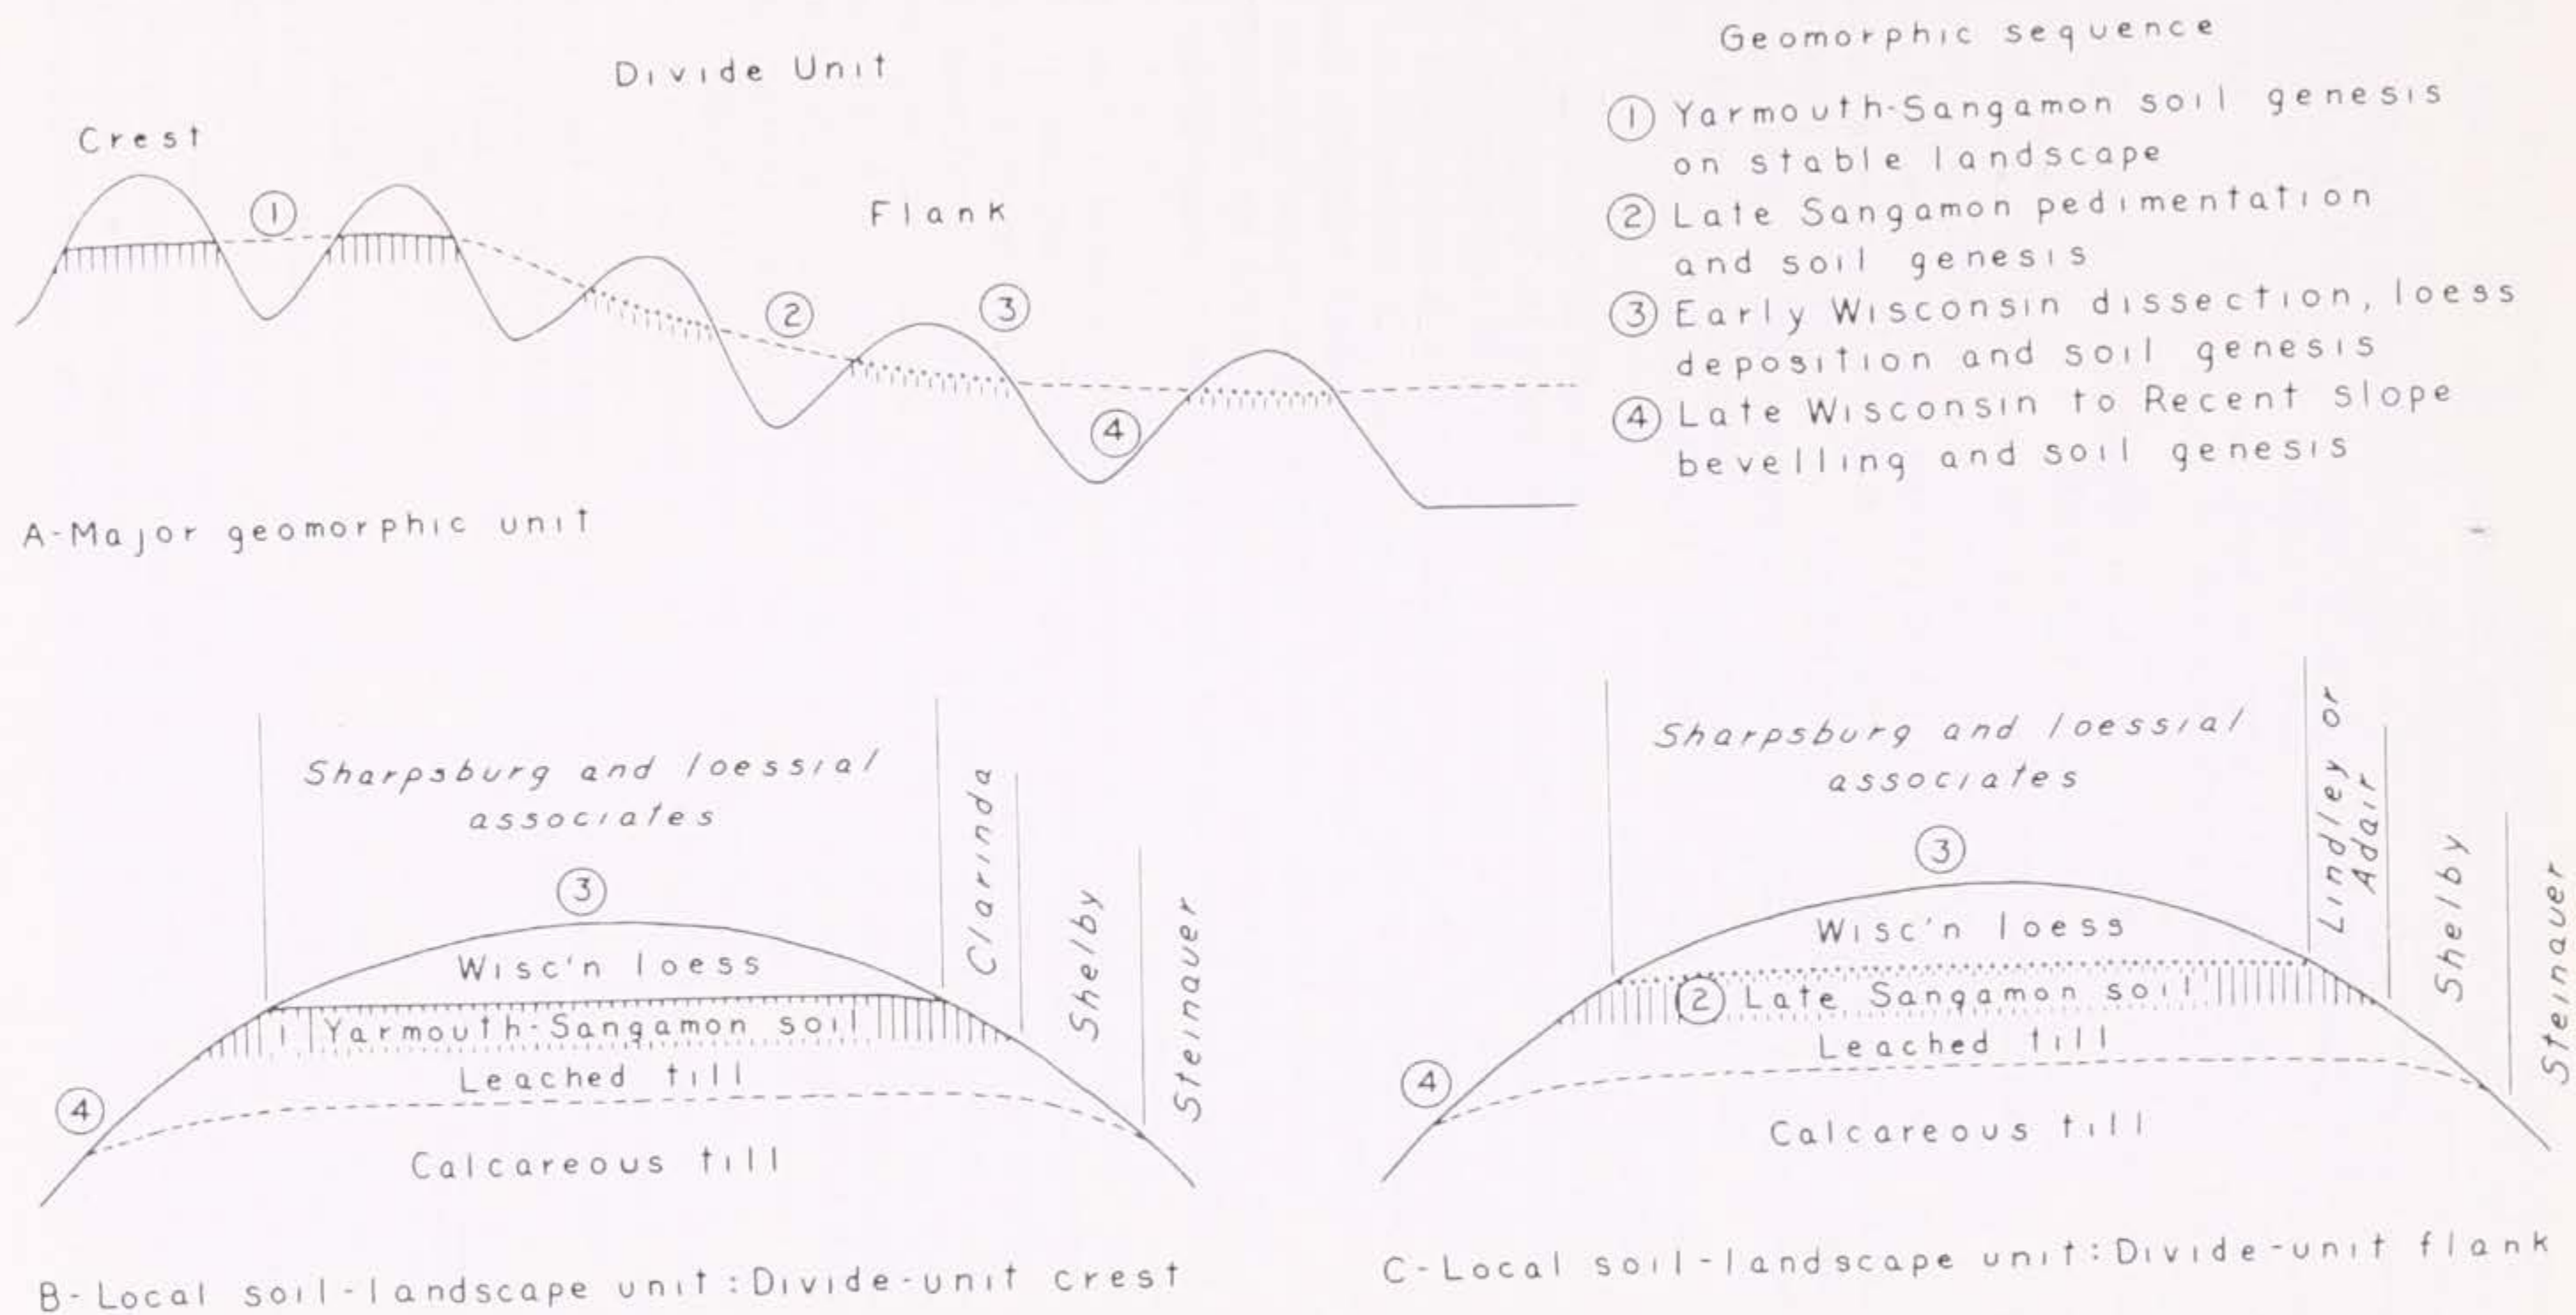 Divide Unit
Crest
①
Flank
②
③
④
A-Major geomorphic unit
Geomorphic sequence
① Yarmouth-Sangamon soil genesis
on stable landscape
② Late Sangamon pedimentation
and soil genesis
③ Early Wisconsin dissection, loess
deposition and soil genesis
④ Late Wisconsin to Recent slope
bevelling and soil genesis
Sharpsburg and loessial
associates
Clarinda
Shelby
Steinauer
③
Wisc'n loess
Yarmouth-Sangamon soil
Leached till
④
Calcareous till
B-Local soil-landscape unit: Divide-unit crest
Sharpsburg and loessial
associates
Lindley or
Adair
Shelby
Steinauer
③
Wisc'n loess
② Late Sangamon soil
Leached till
④
Calcareous till
C-Local soil-landscape unit: Divide-unit flank